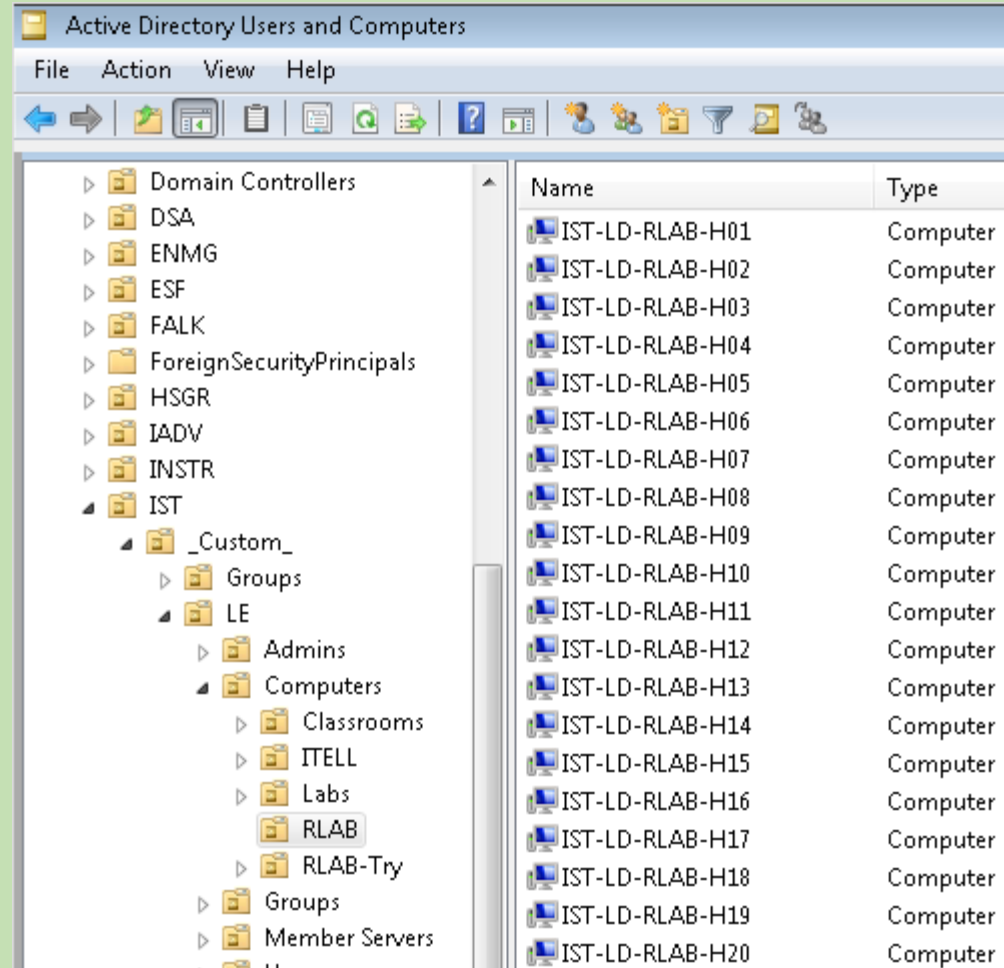 Active Directory Users and Computers
File Action View Help
Domain Controllers
DSA
ENMG
ESF
FALK
ForeignSecurityPrincipals
HSGR
IADV
INSTR
IST
_Custom_
Groups
LE
Admins
Computers
Classrooms
ITELL
Labs
RLAB
RLAB-Try
Groups
Member Servers
Name Type
IST-LD-RLAB-H01 Computer
IST-LD-RLAB-H02 Computer
IST-LD-RLAB-H03 Computer
IST-LD-RLAB-H04 Computer
IST-LD-RLAB-H05 Computer
IST-LD-RLAB-H06 Computer
IST-LD-RLAB-H07 Computer
IST-LD-RLAB-H08 Computer
IST-LD-RLAB-H09 Computer
IST-LD-RLAB-H10 Computer
IST-LD-RLAB-H11 Computer
IST-LD-RLAB-H12 Computer
IST-LD-RLAB-H13 Computer
IST-LD-RLAB-H14 Computer
IST-LD-RLAB-H15 Computer
IST-LD-RLAB-H16 Computer
IST-LD-RLAB-H17 Computer
IST-LD-RLAB-H18 Computer
IST-LD-RLAB-H19 Computer
IST-LD-RLAB-H20 Computer